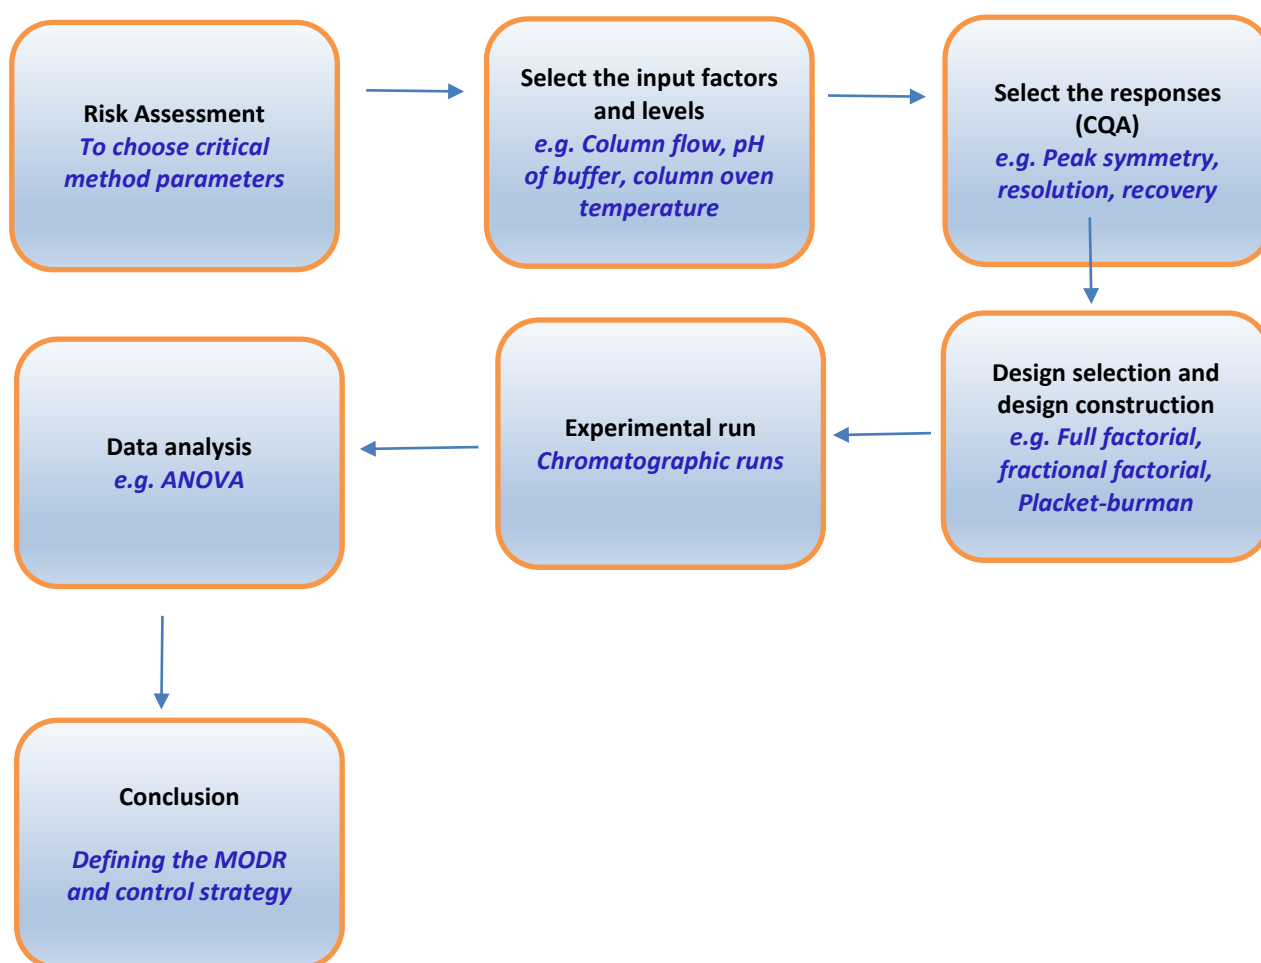 Risk Assessment
To choose critical
method parameters
Select the input factors
and levels
e.g. Column flow, pH
of buffer, column oven
temperature
Select the responses
(CQA)
e.g. Peak symmetry,
resolution, recovery
Design selection and
design construction
e.g. Full factorial,
fractional factorial,
Placket-burman
Experimental run
Chromatographic runs
Data analysis
e.g. ANOVA
Conclusion
Defining the MODR
and control strategy